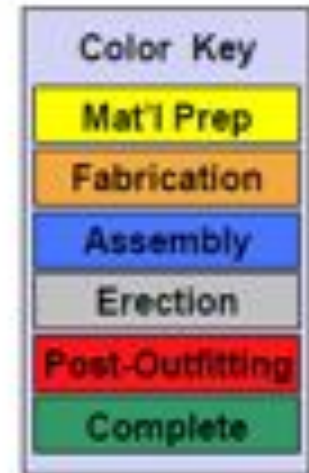 Color Key
Mat'l Prep
Fabrication
Assembly
Erection
Post-Outfitting
Complete